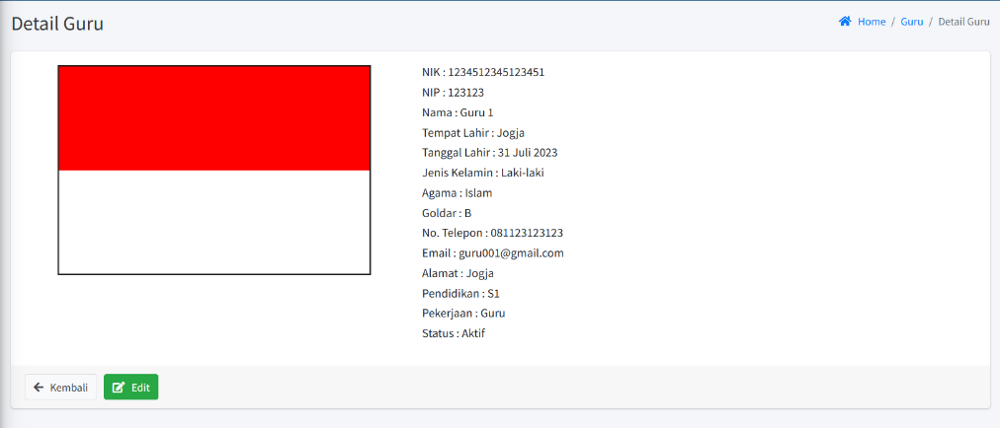 Detail Guru
Home / Guru / Detail Guru
NIK : 1234512345123451
NIP : 123123
Nama : Guru 1
Tempat Lahir : Jogja
Tanggal Lahir : 31 Juli 2023
Jenis Kelamin : Laki-laki
Agama : Islam
Goldar : B
No. Telepon : 081123123123
Email : guru001@gmail.com
Alamat : Jogja
Pendidikan : S1
Pekerjaan : Guru
Status : Aktif
Kembali
Edit